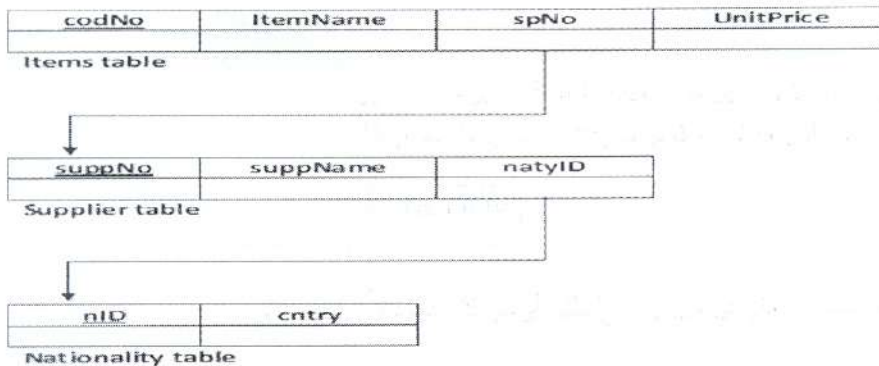 codNo ItemName spNo UnitPrice
Items table
suppNo suppName natyID
Supplier table
nID cntry
Nationality table